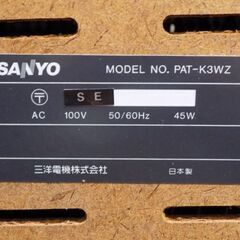 SANYO MODEL NO. PAT-K3WZ
〒 SE
AC 100V 50/60Hz 45W
三洋電機株式会社 日本製